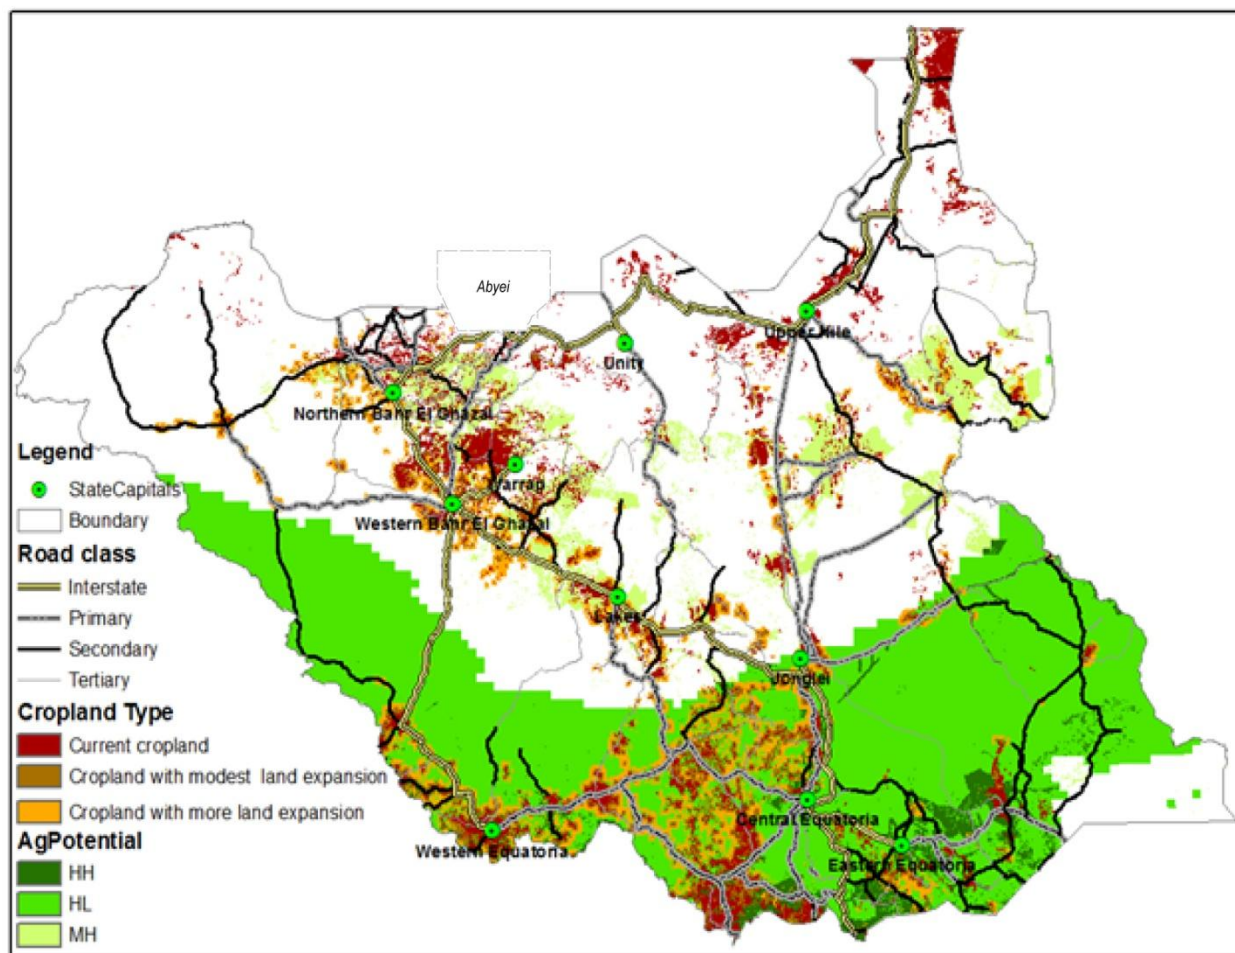 Abyei
Upper Nile
Unity
Northern Bahr El Ghazal
Warrap
Western Bahr El Ghazal
Lakes
Jonglei
Central Equatoria
Western Equatoria
Eastern Equatoria
Legend
StateCapitals
Boundary
Road class
Interstate
Primary
Secondary
Tertiary
Cropland Type
Current cropland
Cropland with modest land expansion
Cropland with more land expansion
AgPotential
HH
HL
MH